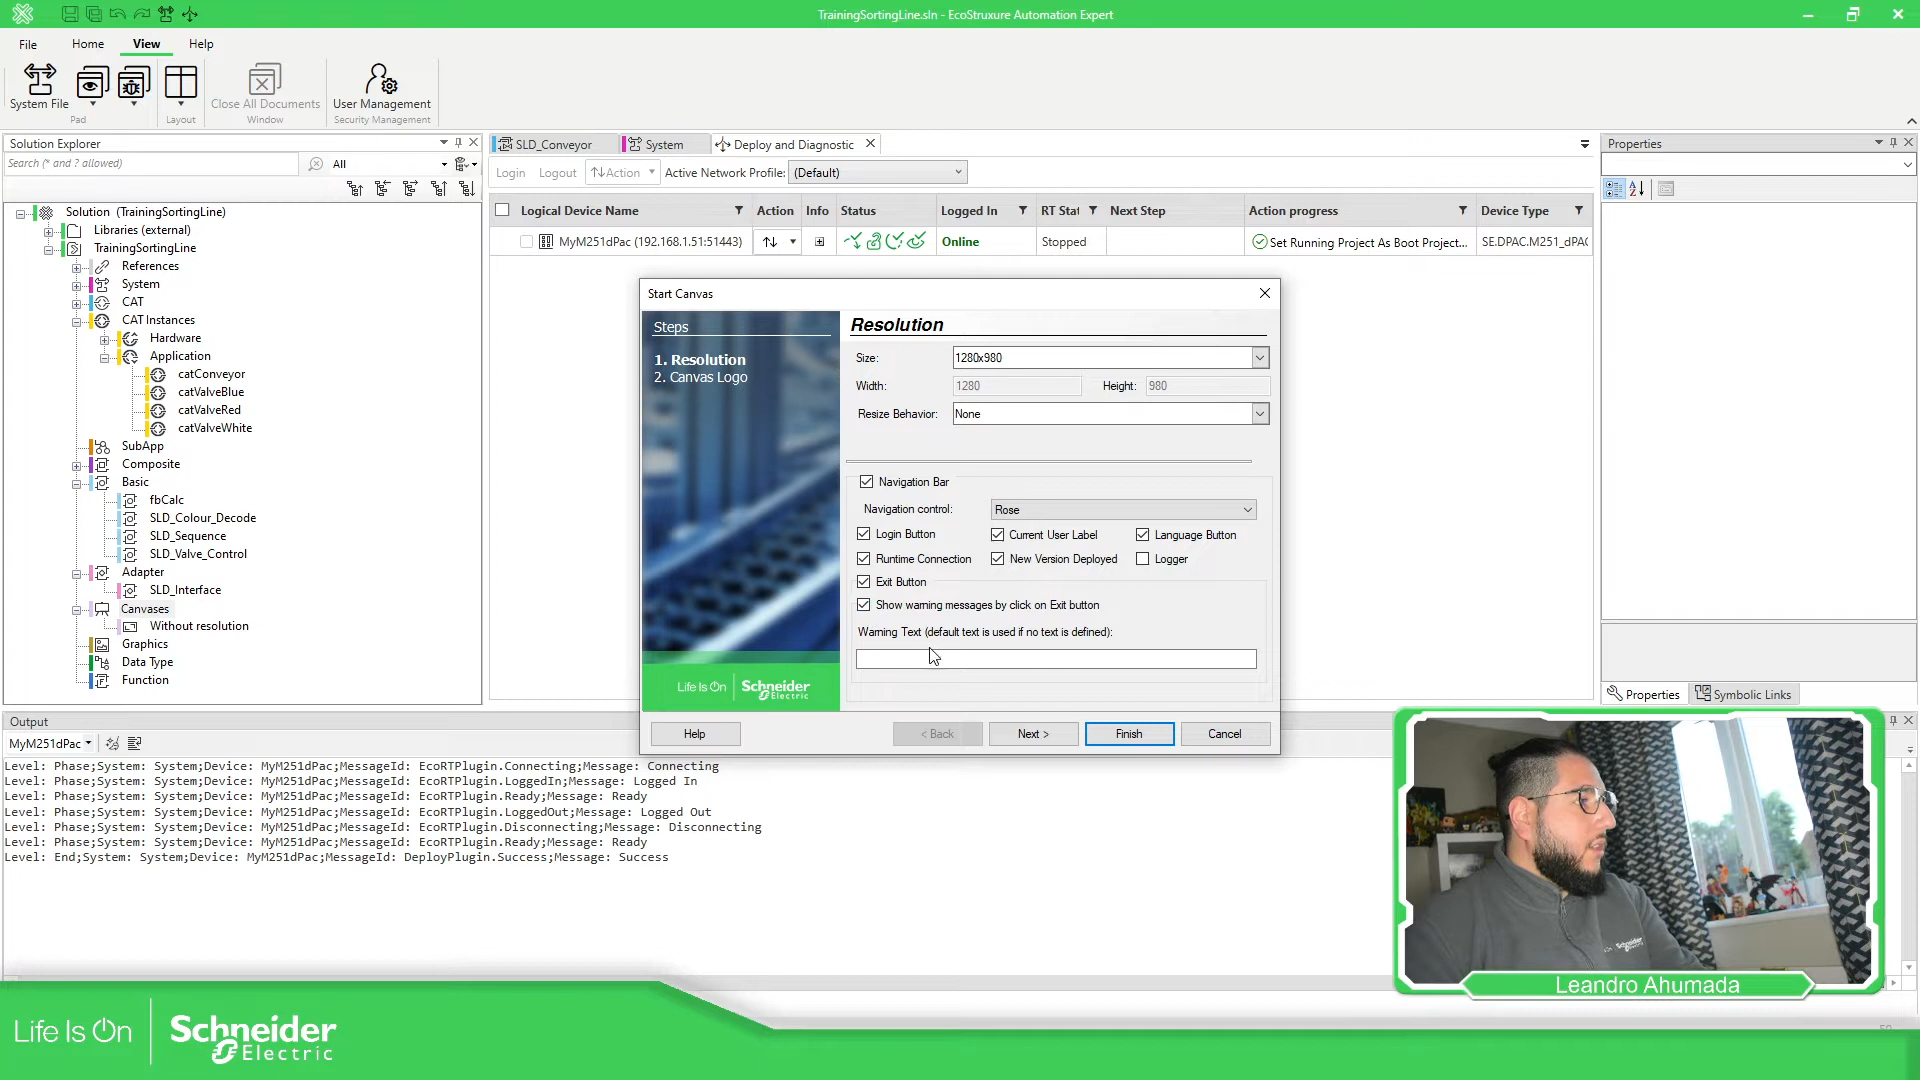 TrainingSortingLine.sln - EcoStruxure Automation Expert
File Home View Help
System File
Close All Documents
User Management
Pad
Layout
Window
Security Management
Solution Explorer
Search (* and ? allowed)
All
Solution (TrainingSortingLine)
Libraries (external)
TrainingSortingLine
References
System
CAT
CAT Instances
Hardware
Application
catConveyor
catValveBlue
catValveRed
catValveWhite
SubApp
Composite
Basic
fbCalc
SLD_Colour_Decode
SLD_Sequence
SLD_Valve_Control
Adapter
SLD_Interface
Canvases
Without resolution
Graphics
Data Type
Function
SLD_Conveyor
System
Deploy and Diagnostic
Login Logout Action Active Network Profile: (Default)
Logical Device Name Action Info Status Logged In RT Stat Next Step Action progress Device Type
MyM251dPac (192.168.1.51:51443) Online Stopped Set Running Project As Boot Project... SE.DPAC.M251_dPAC
Start Canvas
Steps
1. Resolution
2. Canvas Logo
Life Is On Schneider Electric
Resolution
Size: 1280x980
Width: 1280 Height: 980
Resize Behavior: None
Navigation Bar
Navigation control: Rose
Login Button Current User Label Language Button
Runtime Connection New Version Deployed Logger
Exit Button
Show warning messages by click on Exit button
Warning Text (default text is used if no text is defined):
Help < Back Next > Finish Cancel
Properties
Properties Symbolic Links
Output
MyM251dPac
Level: Phase;System: System;Device: MyM251dPac;MessageId: EcoRTPlugin.Connecting;Message: Connecting
Level: Phase;System: System;Device: MyM251dPac;MessageId: EcoRTPlugin.LoggedIn;Message: Logged In
Level: Phase;System: System;Device: MyM251dPac;MessageId: EcoRTPlugin.Ready;Message: Ready
Level: Phase;System: System;Device: MyM251dPac;MessageId: EcoRTPlugin.LoggedOut;Message: Logged Out
Level: Phase;System: System;Device: MyM251dPac;MessageId: EcoRTPlugin.Disconnecting;Message: Disconnecting
Level: Phase;System: System;Device: MyM251dPac;MessageId: EcoRTPlugin.Ready;Message: Ready
Level: End;System: System;Device: MyM251dPac;MessageId: DeployPlugin.Success;Message: Success
Schneider
Leandro Ahumada
Life Is On
Schneider
Electric